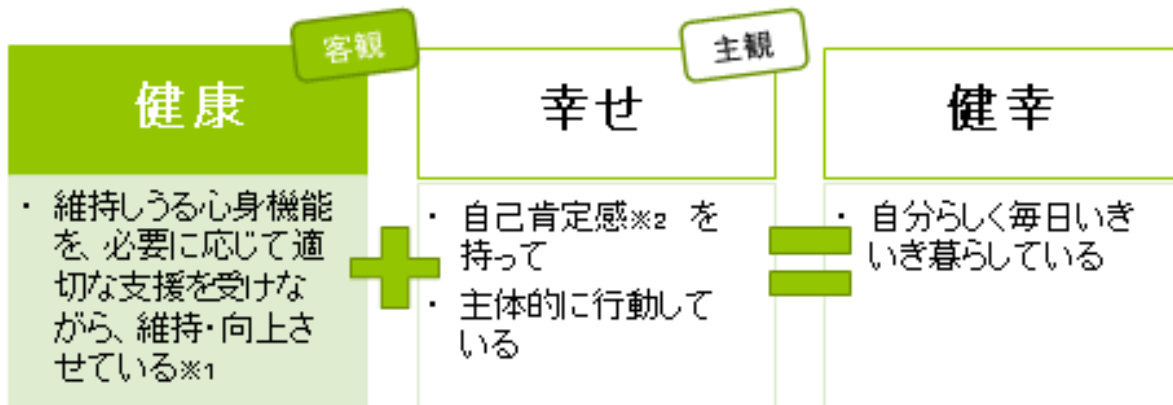 客観
健康
・ 維持しうる心身機能
を、必要に応じて適
切な支援を受けな
がら、維持・向上さ
せている※1
主観
幸せ
・ 自己肯定感※2 を
持って
・ 主体的に行動して
いる
健幸
・ 自分らしく毎日いき
いき暮らしている